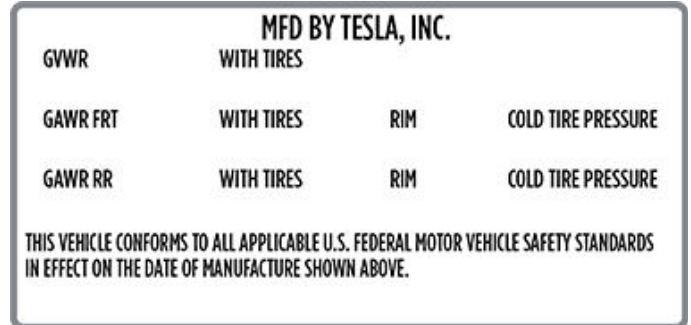 MFD BY TESLA, INC.
GVWR WITH TIRES
GAWR FRT WITH TIRES RIM COLD TIRE PRESSURE
GAWR RR WITH TIRES RIM COLD TIRE PRESSURE
THIS VEHICLE CONFORMS TO ALL APPLICABLE U.S. FEDERAL MOTOR VEHICLE SAFETY STANDARDS
IN EFFECT ON THE DATE OF MANUFACTURE SHOWN ABOVE.